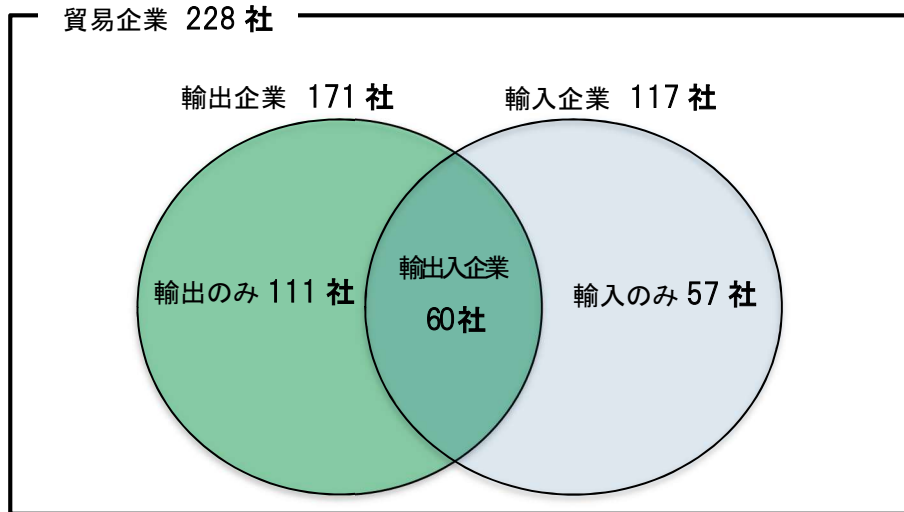 貿易企業 228 社
輸出企業 171 社
輸入企業 117 社
輸出のみ 111 社
輸出入企業
60社
輸入のみ 57 社